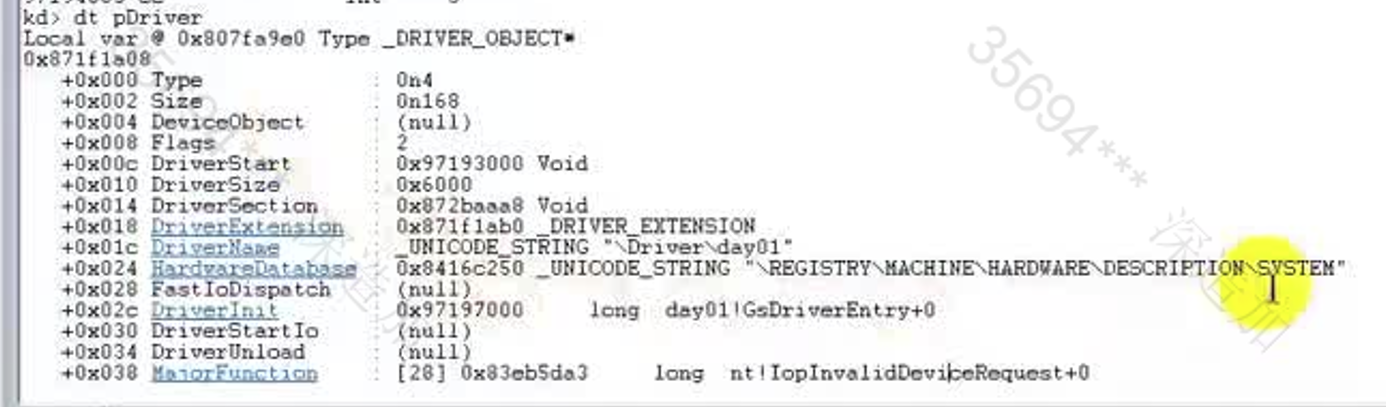 kd> dt pDriver
Local var @ 0x807fa9e0 Type _DRIVER_OBJECT*
0x871f1a08
+0x000 Type : 0n4
+0x002 Size : 0n168
+0x004 DeviceObject : (null)
+0x008 Flags : 2
+0x00c DriverStart : 0x97193000 Void
+0x010 DriverSize : 0x6000
+0x014 DriverSection : 0x872baaa8 Void
+0x018 DriverExtension : 0x871f1ab0 _DRIVER_EXTENSION
+0x01c DriverName : _UNICODE_STRING "\Driver\day01"
+0x024 HardwareDatabase : 0x8416c250 _UNICODE_STRING "\REGISTRY\MACHINE\HARDWARE\DESCRIPTION\SYSTEM"
+0x028 FastIoDispatch : (null)
+0x02c DriverInit : 0x97197000 long day01!GsDriverEntry+0
+0x030 DriverStartIo : (null)
+0x034 DriverUnload : (null)
+0x038 MajorFunction : [28] 0x83eb5da3 long nt!IopInvalidDeviceRequest+0
35694***